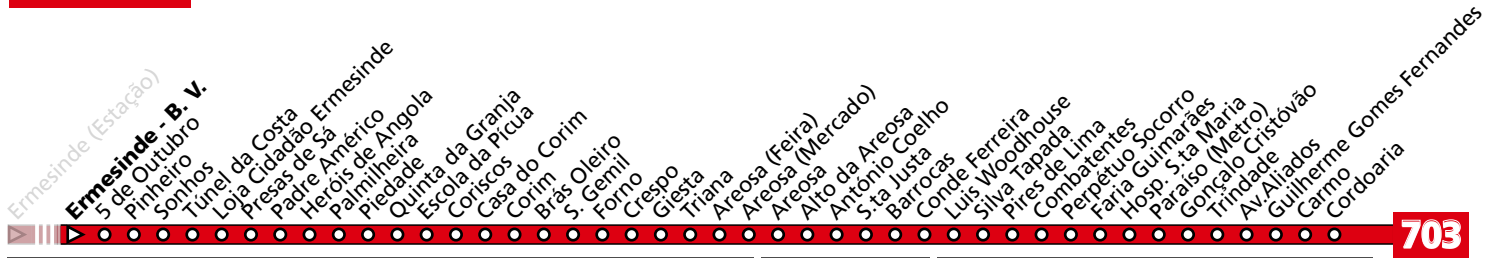 Ermesinde (Estação)
Ermesinde - B. V.
5 de Outubro
Pinheiro
Sonhos
Túnel da Costa
Loja Cidadão Ermesinde
Presas de Sá
Padre Américo
Heróis de Angola
Palmilheira
Piedade
Quinta da Granja
Escola da Pícua
Coriscos
Casa do Corim
Corim
Brás Oleiro
S. Gemil
Forno
Crespo
Giesta
Triana
Areosa (Feira)
Areosa (Mercado)
Areosa
Alto da Areosa
António Coelho
S.ta Justa
Barrocas
Conde Ferreira
Luis Woodhouse
Silva Tapada
Pires de Lima
Combatentes
Perpétuo Socorro
Faria Guimarães
Hosp. S.ta Maria
Paraíso (Metro)
Gonçalo Cristóvão
Trindade
Av.Aliados
Guilherme Gomes Fernandes
Carmo
Cordoaria
703